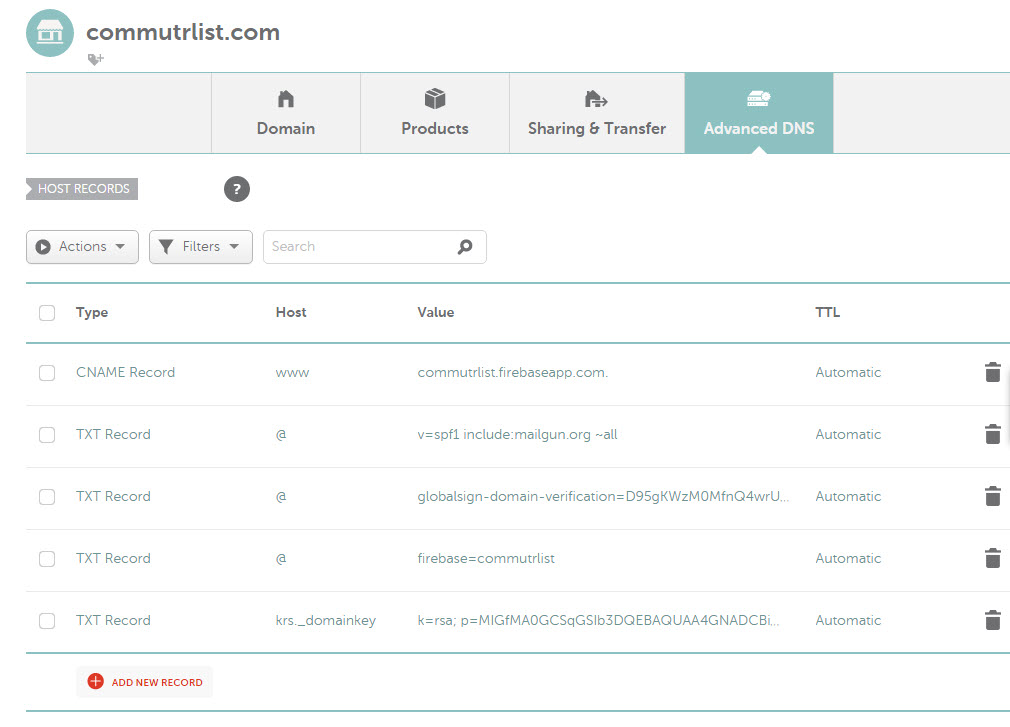 commutrlist.com
Domain
Products
Sharing & Transfer
Advanced DNS
HOST RECORDS
?
Actions
Filters
Search
Type Host Value TTL
CNAME Record www commutrlist.firebaseapp.com. Automatic
TXT Record @ v=spf1 include:mailgun.org ~all Automatic
TXT Record @ globalsign-domain-verification=D95gKWzM0MfnQ4wrU... Automatic
TXT Record @ firebase=commutrlist Automatic
TXT Record krs._domainkey k=rsa; p=MIGfMA0GCSqGSIb3DQEBAQUAA4GNADCBi... Automatic
ADD NEW RECORD